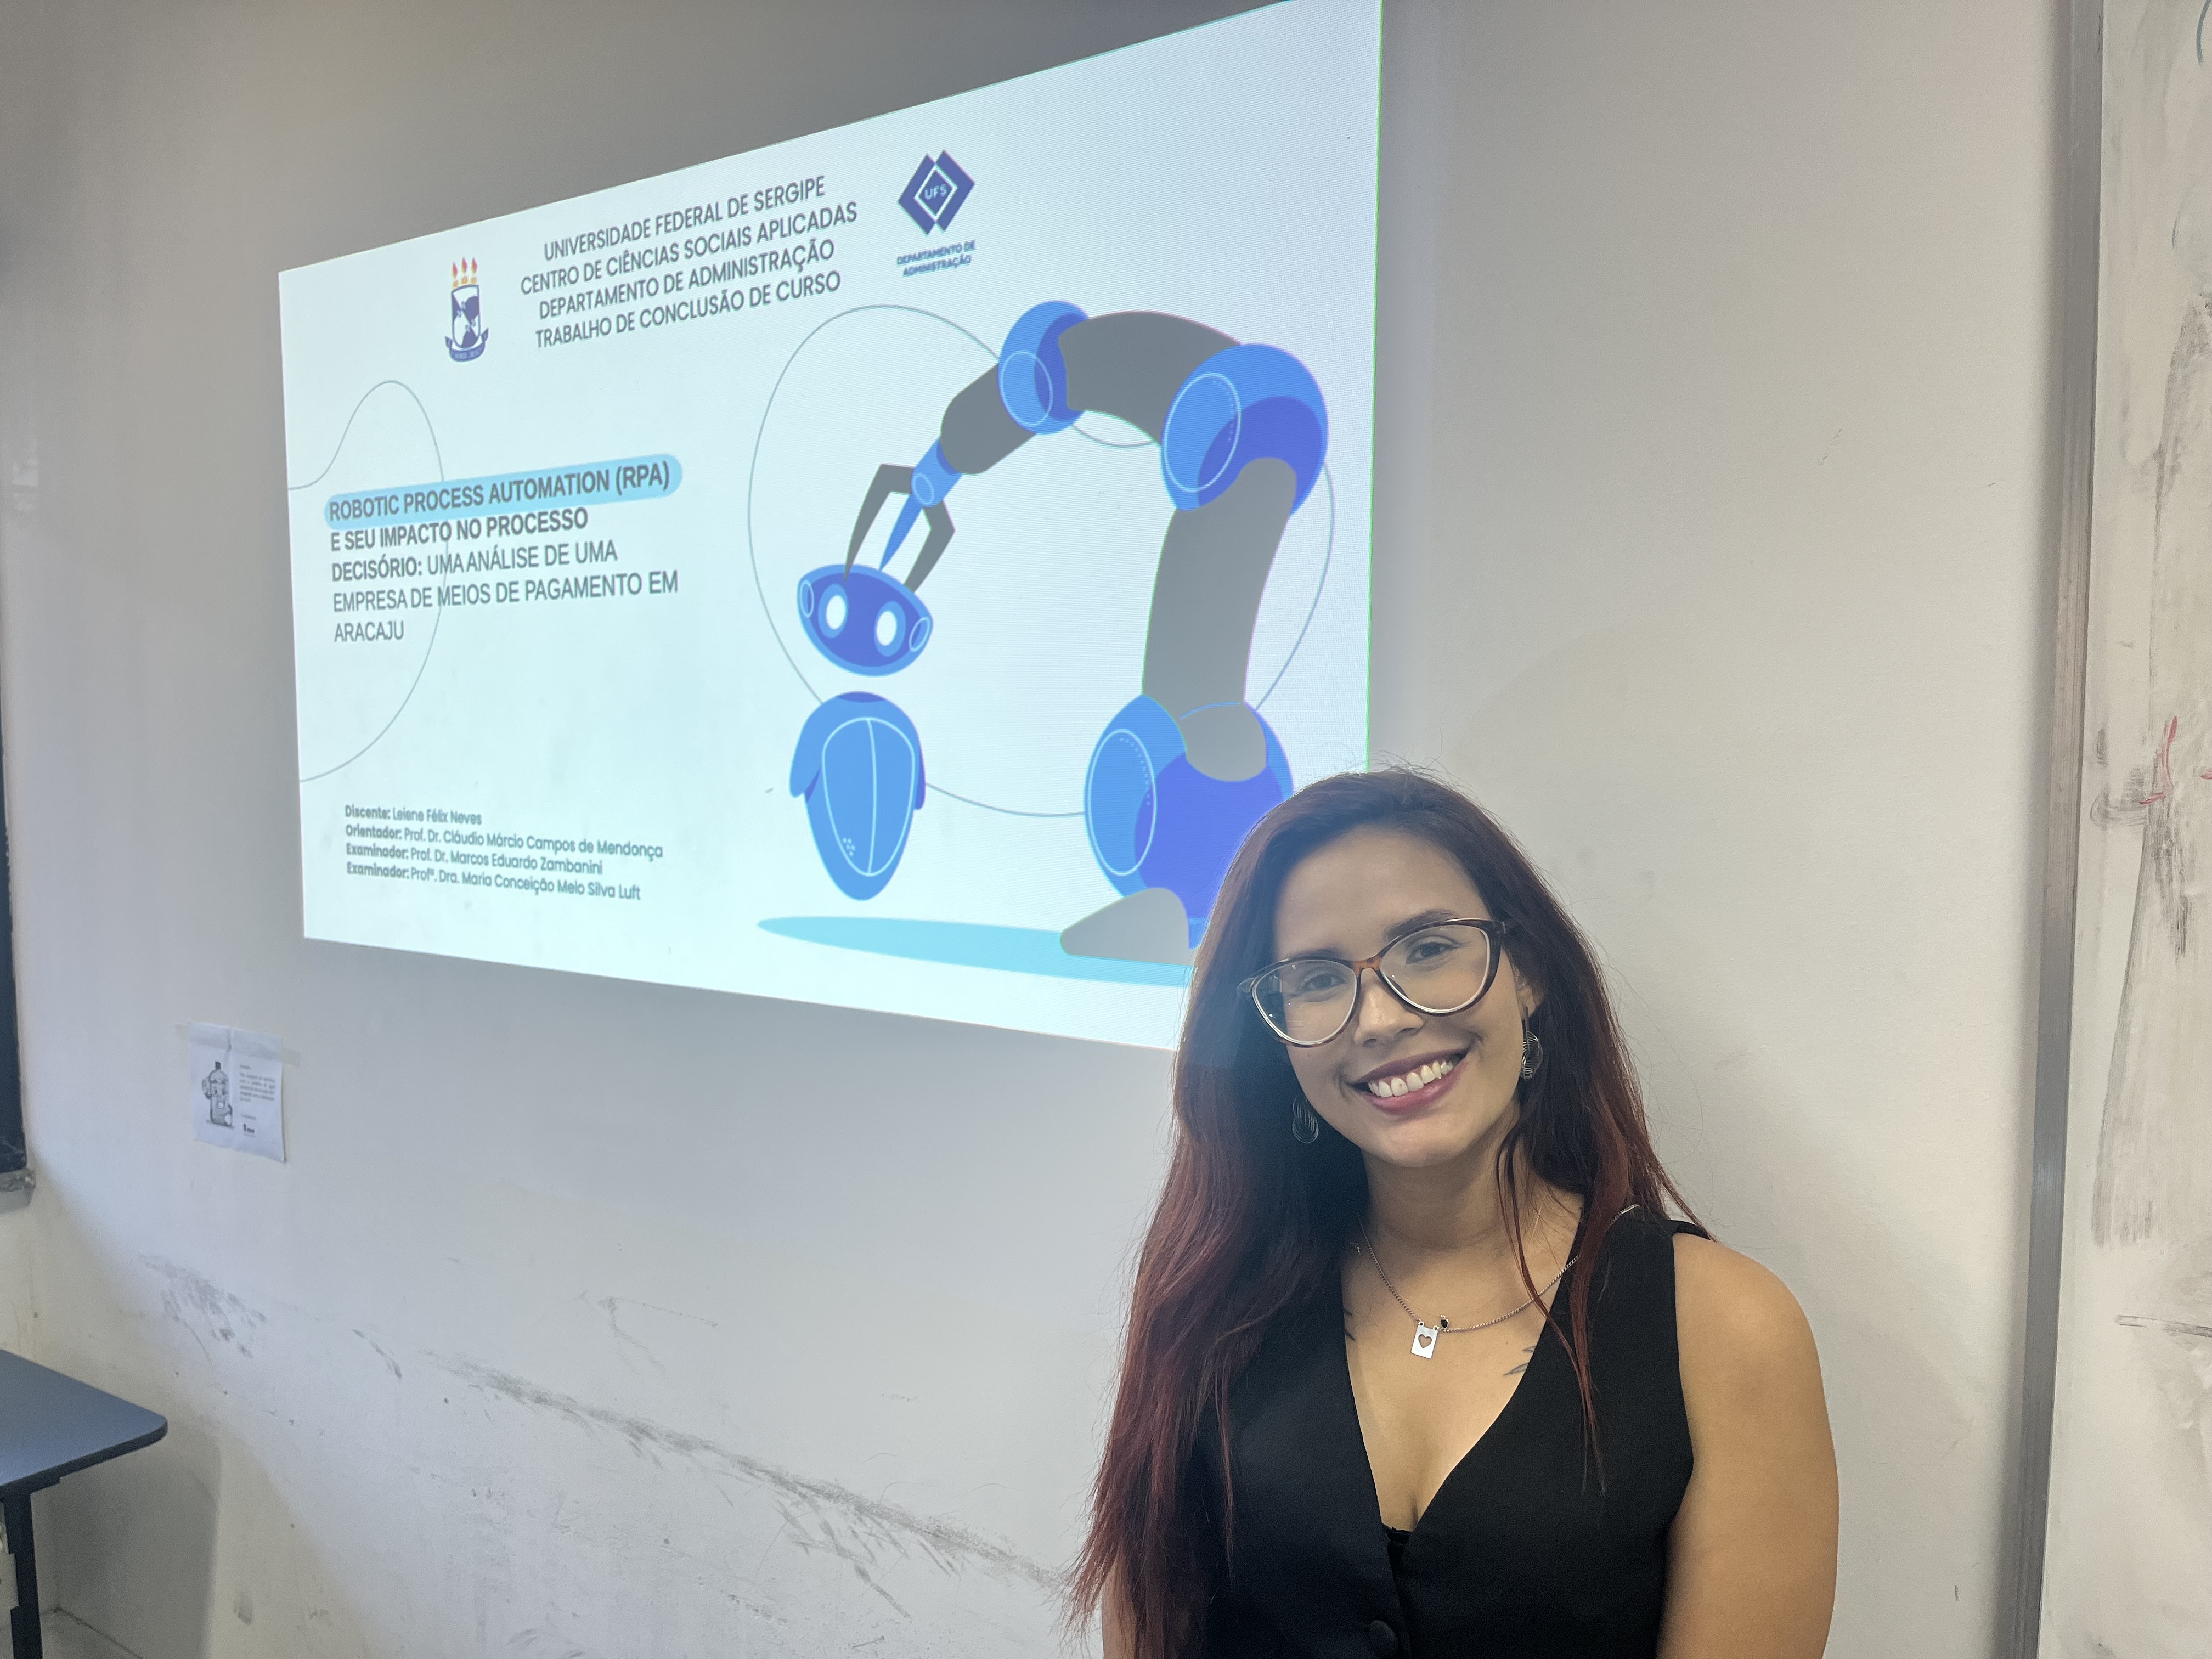 UNIVERSIDADE FEDERAL DE SERGIPE
CENTRO DE CIÊNCIAS SOCIAIS APLICADAS
DEPARTAMENTO DE ADMINISTRAÇÃO
TRABALHO DE CONCLUSÃO DE CURSO
UFS
DEPARTAMENTO DE
ADMINISTRAÇÃO
ROBOTIC PROCESS AUTOMATION (RPA)
E SEU IMPACTO NO PROCESSO
DECISÓRIO: UMA ANÁLISE DE UMA
EMPRESA DE MEIOS DE PAGAMENTO EM
ARACAJU
Discente: Leiene Félix Neves
Orientador: Prof. Dr. Cláudio Márcio Campos de Mendonça
Examinador: Prof. Dr. Marcos Eduardo Zambanini
Examinador: Profª. Dra. Maria Conceição Melo Silva Luft